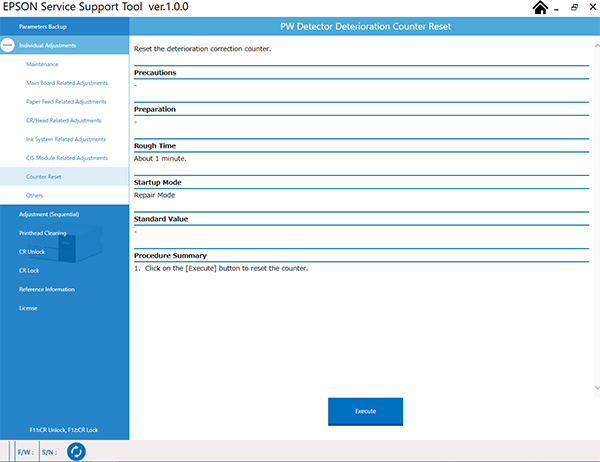 EPSON Service Support Tool ver.1.0.0
Parameters Backup
Individual Adjustments
Maintenance
Main Board Related Adjustments
Paper Feed Related Adjustments
CR/Head Related Adjustments
Ink System Related Adjustments
CIS Module Related Adjustments
Counter Reset
Others
Adjustment (Sequential)
Printhead Cleaning
CR Unlock
CR Lock
Reference Information
License
F11:CR Unlock, F12:CR Lock
PW Detector Deterioration Counter Reset
Reset the deterioration correction counter.
Precautions
-
Preparation
-
Rough Time
About 1 minute.
Startup Mode
Repair Mode
Standard Value
-
Procedure Summary
1. Click on the [Execute] button to reset the counter.
Execute
F/W : S/N :